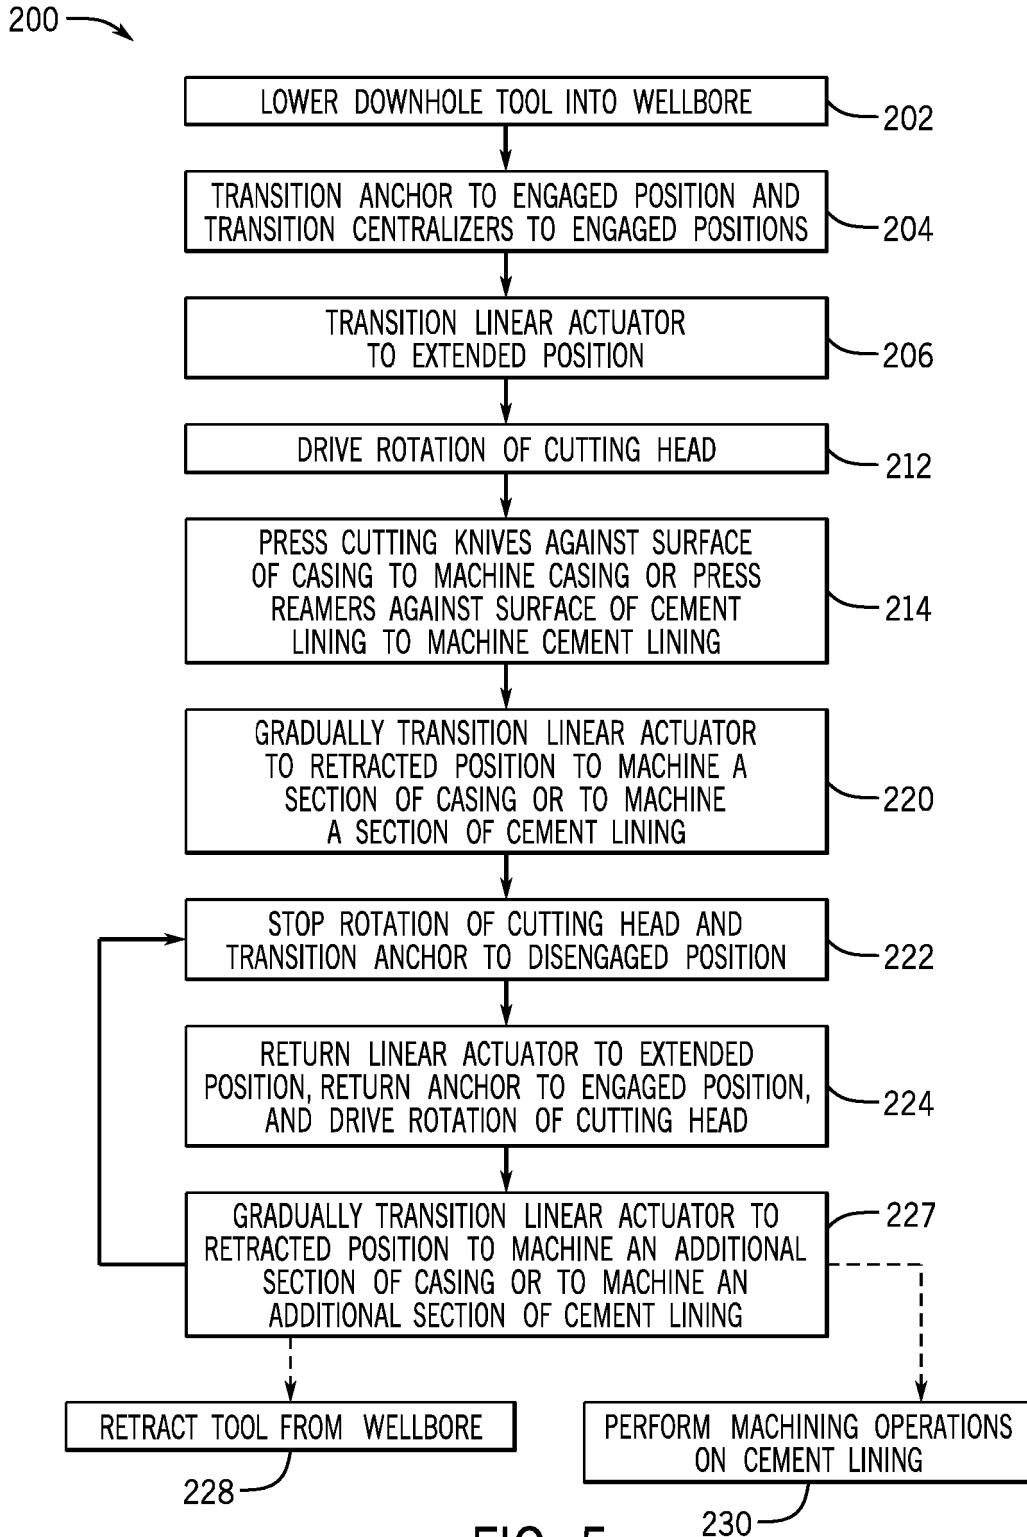 200
LOWER DOWNHOLE TOOL INTO WELLBORE
202
TRANSITION ANCHOR TO ENGAGED POSITION AND
TRANSITION CENTRALIZERS TO ENGAGED POSITIONS
204
TRANSITION LINEAR ACTUATOR
TO EXTENDED POSITION
206
DRIVE ROTATION OF CUTTING HEAD
212
PRESS CUTTING KNIVES AGAINST SURFACE
OF CASING TO MACHINE CASING OR PRESS
REAMERS AGAINST SURFACE OF CEMENT
LINING TO MACHINE CEMENT LINING
214
GRADUALLY TRANSITION LINEAR ACTUATOR
TO RETRACTED POSITION TO MACHINE A
SECTION OF CASING OR TO MACHINE
A SECTION OF CEMENT LINING
220
STOP ROTATION OF CUTTING HEAD AND
TRANSITION ANCHOR TO DISENGAGED POSITION
222
RETURN LINEAR ACTUATOR TO EXTENDED
POSITION, RETURN ANCHOR TO ENGAGED POSITION,
AND DRIVE ROTATION OF CUTTING HEAD
224
GRADUALLY TRANSITION LINEAR ACTUATOR TO
RETRACTED POSITION TO MACHINE AN ADDITIONAL
SECTION OF CASING OR TO MACHINE AN
ADDITIONAL SECTION OF CEMENT LINING
227
RETRACT TOOL FROM WELLBORE
228
PERFORM MACHINING OPERATIONS
ON CEMENT LINING
230
FIG. 5